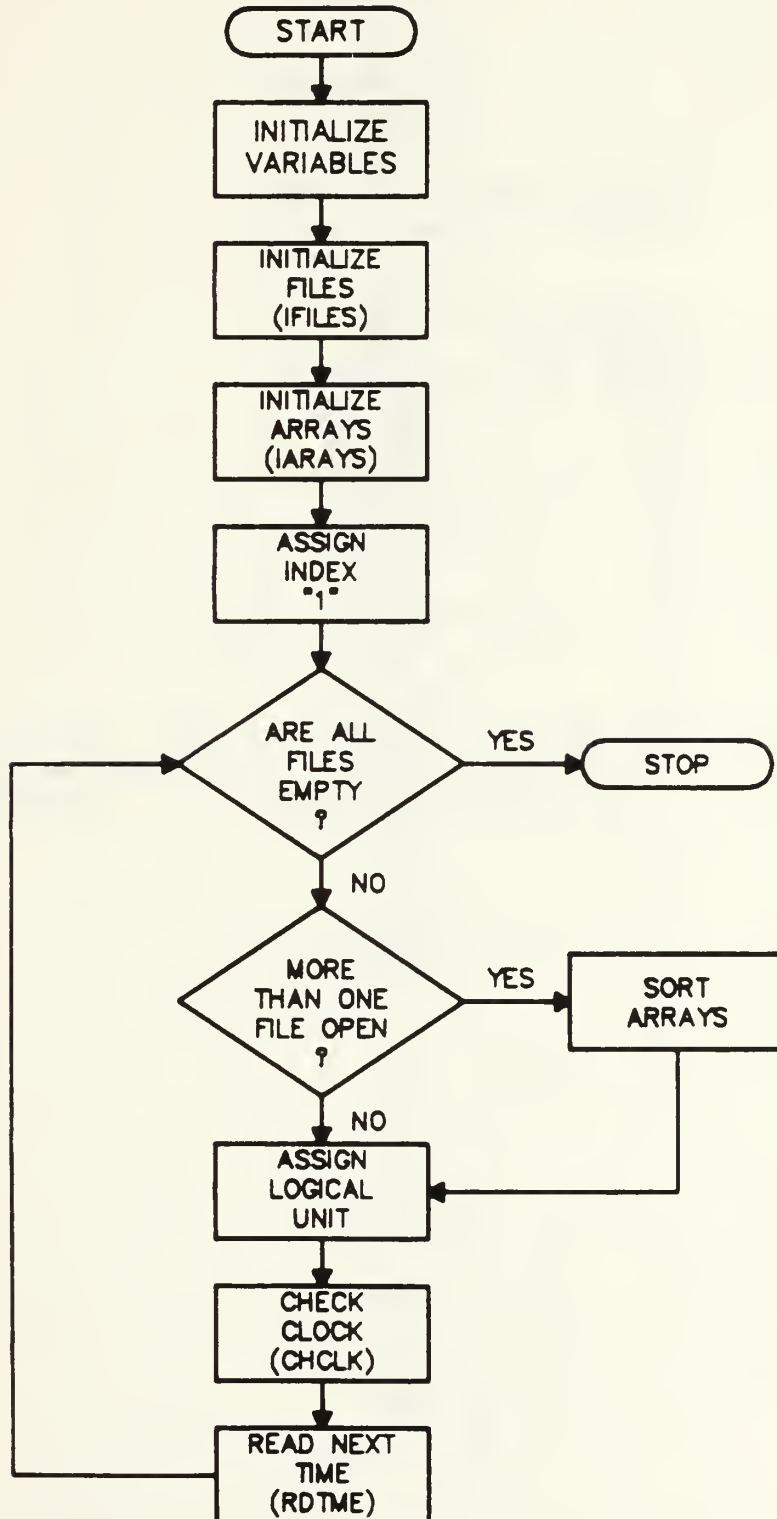 START
INITIALIZE
VARIABLES
INITIALIZE
FILES
(IFILES)
INITIALIZE
ARRAYS
(IARAYS)
ASSIGN
INDEX
"1"
ARE ALL
FILES
EMPTY
?
YES
STOP
NO
MORE
THAN ONE
FILE OPEN
?
YES
SORT
ARRAYS
NO
ASSIGN
LOGICAL
UNIT
CHECK
CLOCK
(CHCLK)
READ NEXT
TIME
(RDTME)